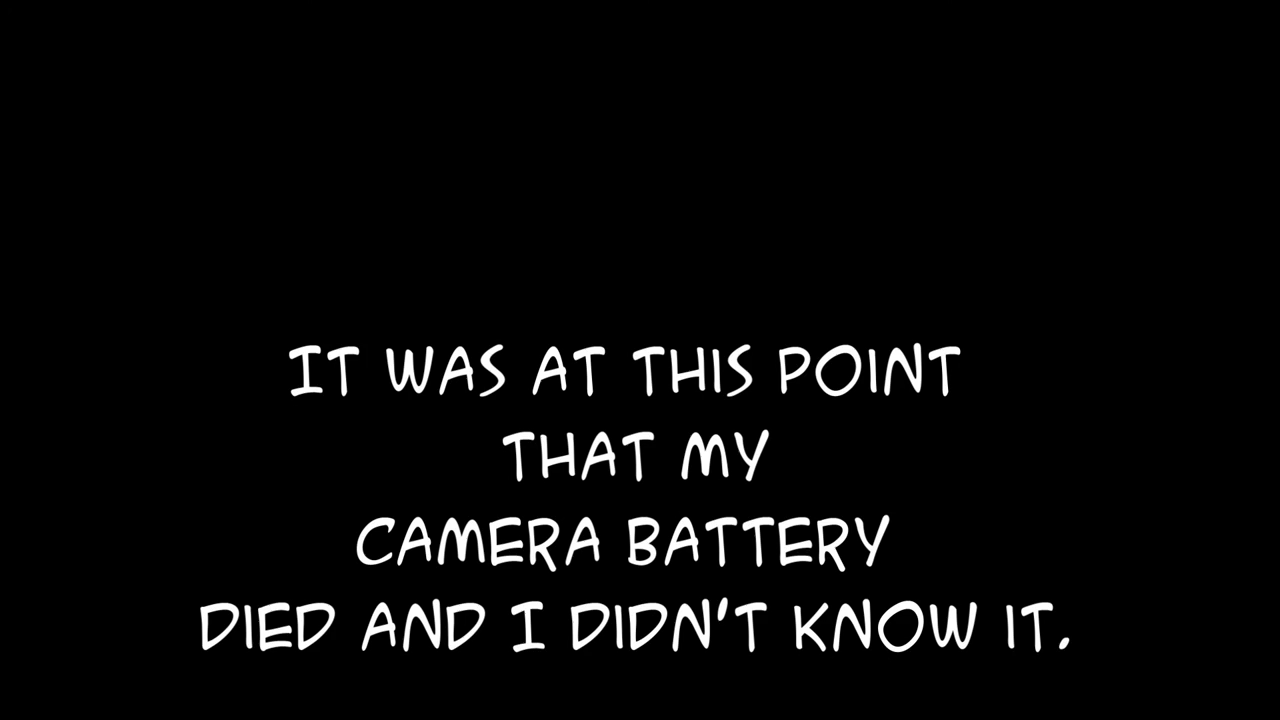 IT WAS AT THIS POINT
THAT MY
CAMERA BATTERY
DIED AND I DIDN'T KNOW IT.